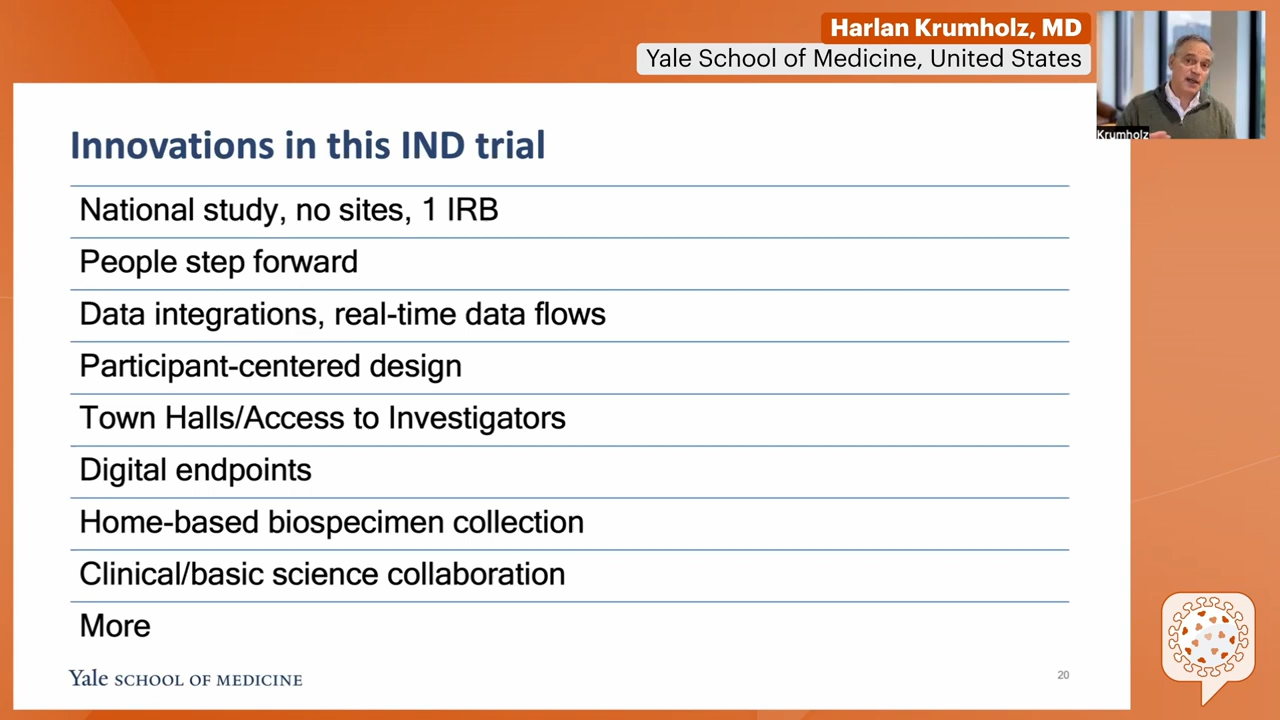 Harlan Krumholz, MD
Yale School of Medicine, United States
Krumholz
Innovations in this IND trial
National study, no sites, 1 IRB
People step forward
Data integrations, real-time data flows
Participant-centered design
Town Halls/Access to Investigators
Digital endpoints
Home-based biospecimen collection
Clinical/basic science collaboration
More
Yale SCHOOL OF MEDICINE
20